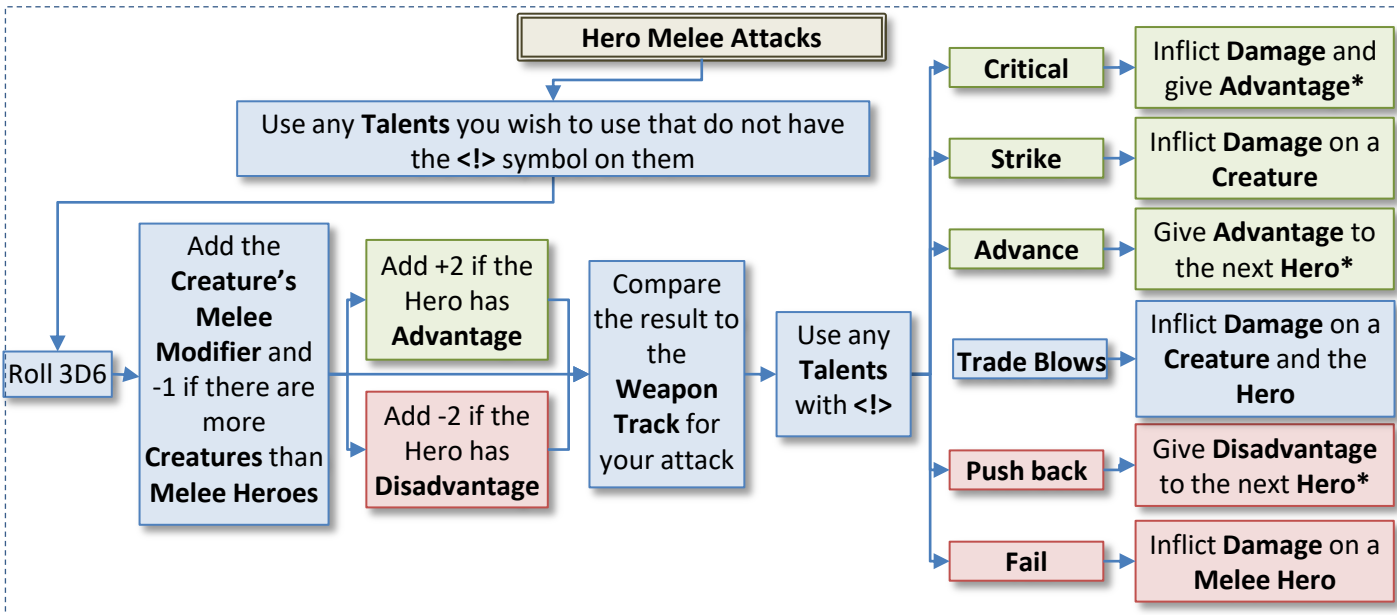 Hero Melee Attacks
Use any Talents you wish to use that do not have
the <!> symbol on them
Roll 3D6
Add the
Creature's
Melee
Modifier and
-1 if there are
more
Creatures than
Melee Heroes
Add +2 if the
Hero has
Advantage
Add -2 if the
Hero has
Disadvantage
Compare
the result to
the
Weapon
Track for
your attack
Use any
Talents
with <!>
Critical
Inflict Damage and
give Advantage*
Strike
Inflict Damage on a
Creature
Advance
Give Advantage to
the next Hero*
Trade Blows
Inflict Damage on a
Creature and the
Hero
Push back
Give Disadvantage
to the next Hero*
Fail
Inflict Damage on a
Melee Hero